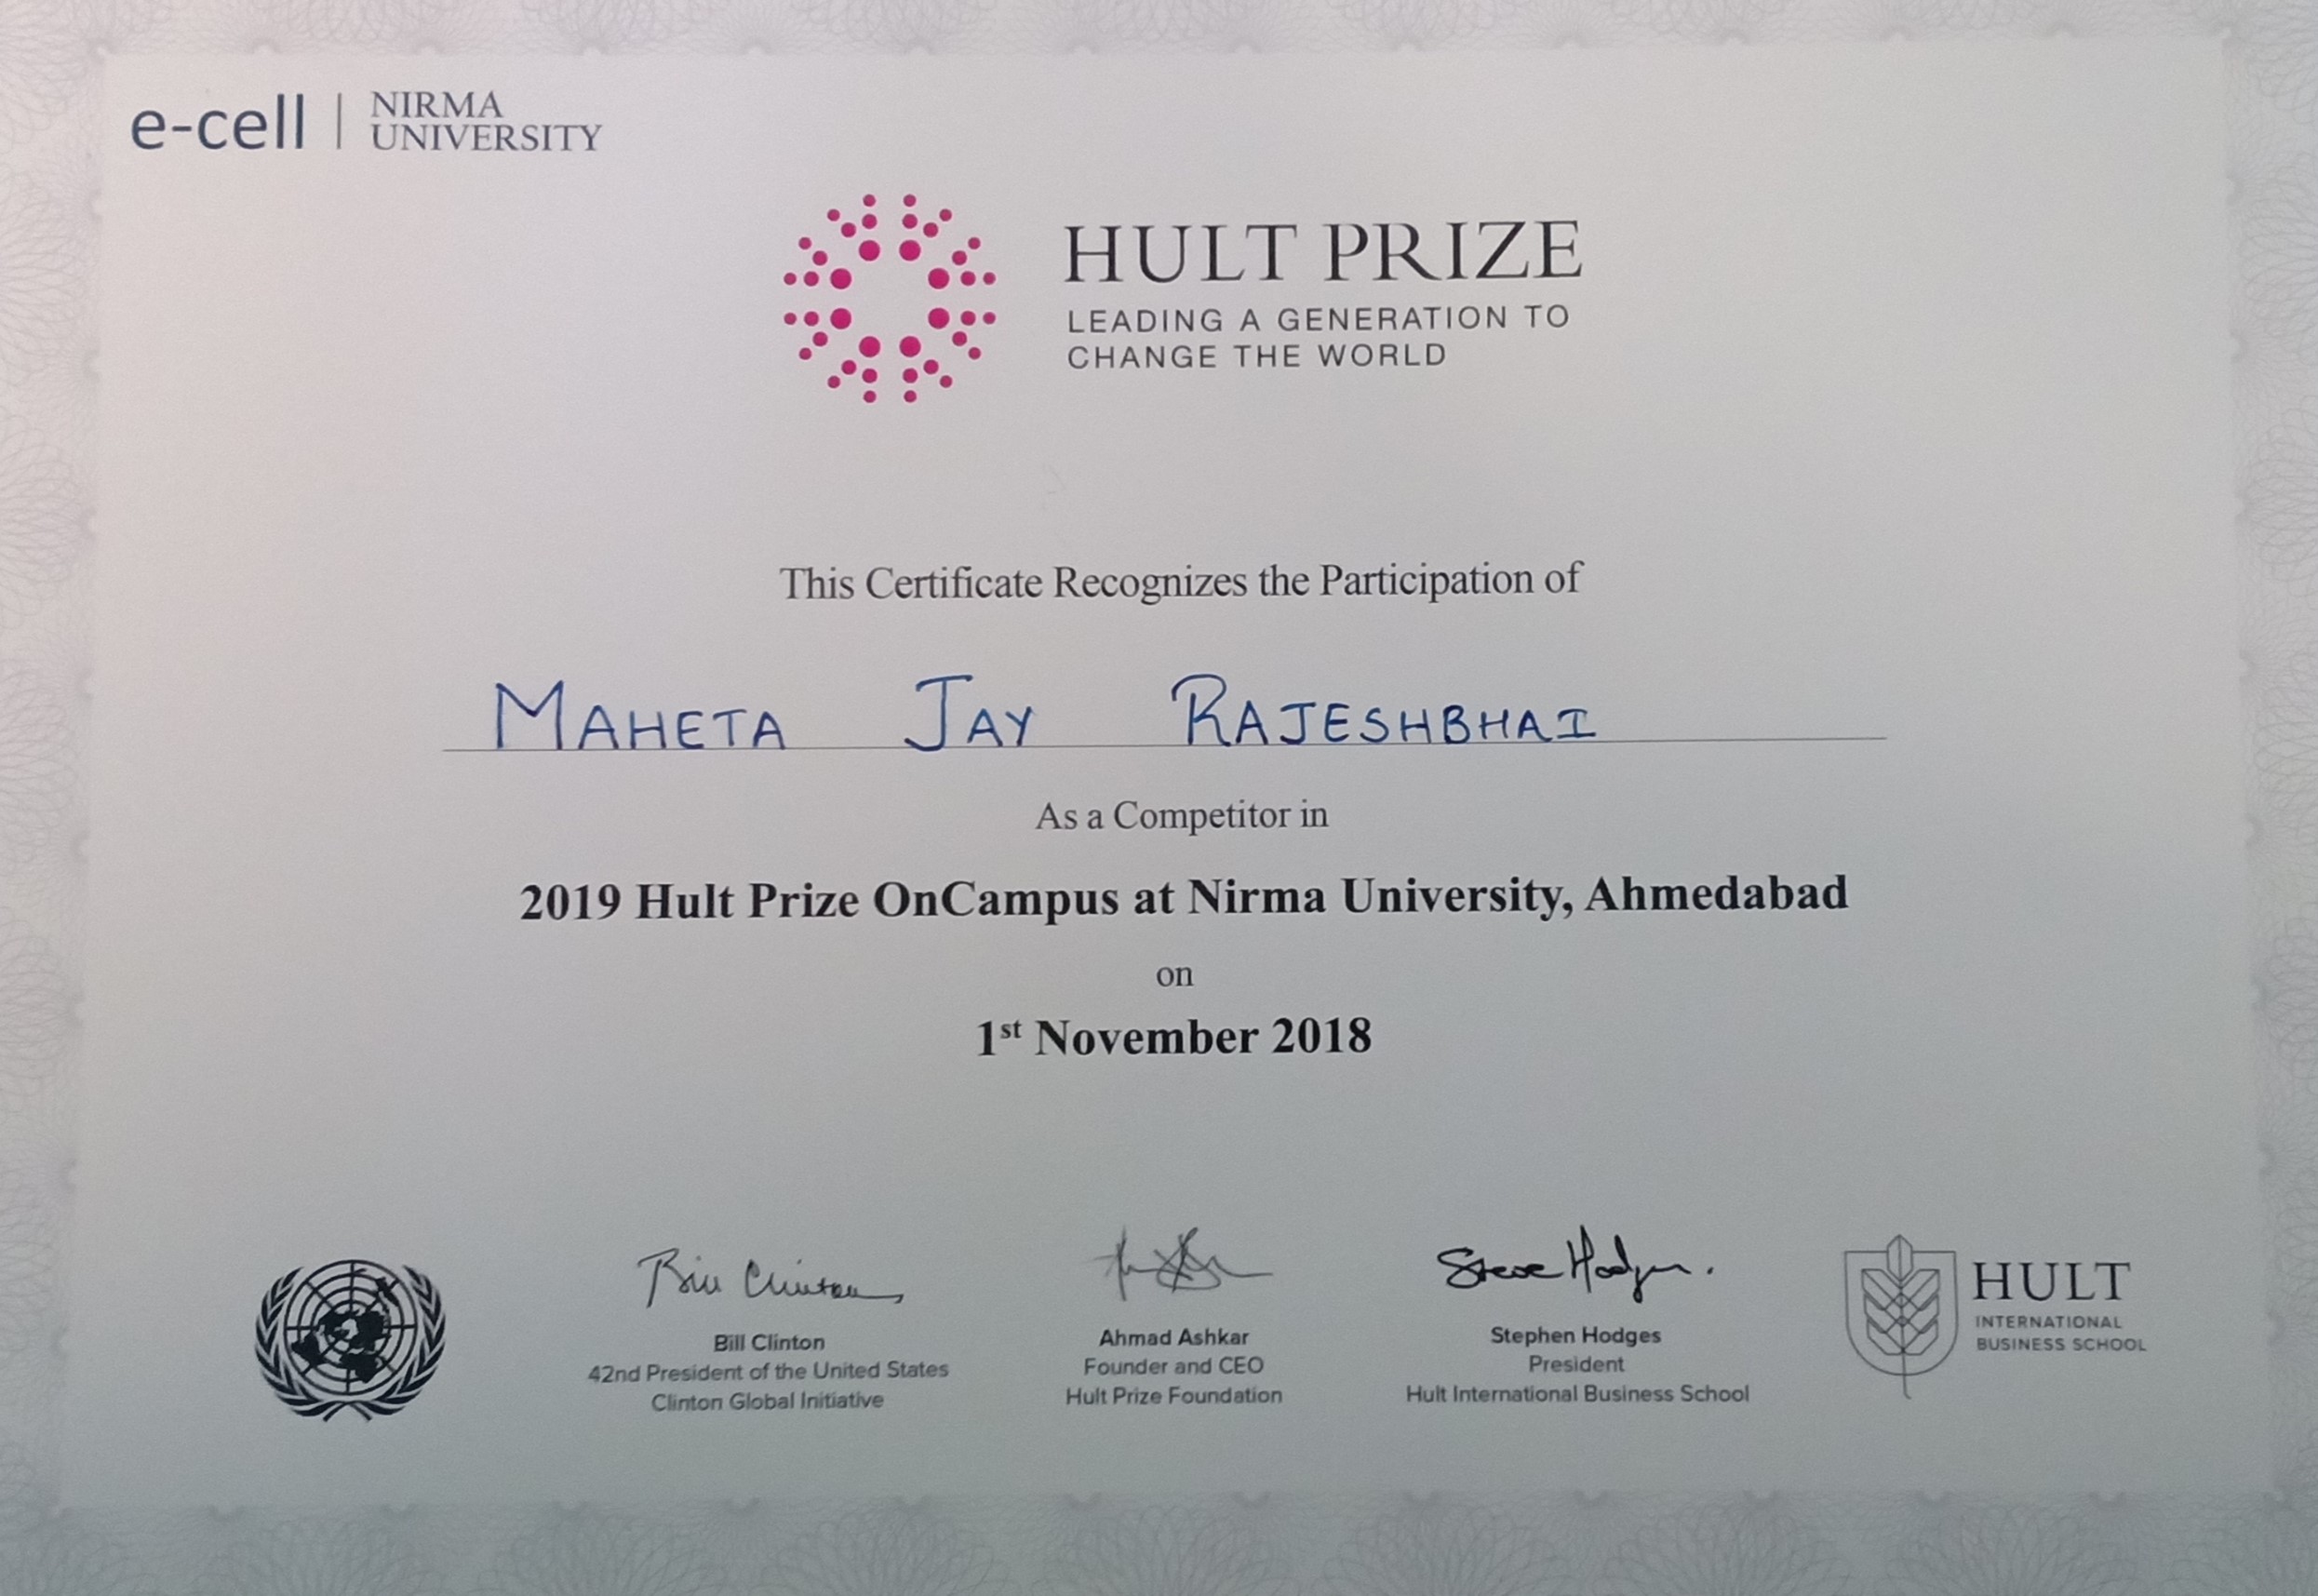 e-cell | NIRMA
UNIVERSITY
HULT PRIZE
LEADING A GENERATION TO
CHANGE THE WORLD
This Certificate Recognizes the Participation of
MAHETA JAY RAJESHBHAI
As a Competitor in
2019 Hult Prize OnCampus at Nirma University, Ahmedabad
on
1st November 2018
Bill Clinton
Steve Hodges.
Bill Clinton
42nd President of the United States
Clinton Global Initiative
Ahmad Ashkar
Founder and CEO
Hult Prize Foundation
Stephen Hodges
President
Hult International Business School
HULT
INTERNATIONAL
BUSINESS SCHOOL